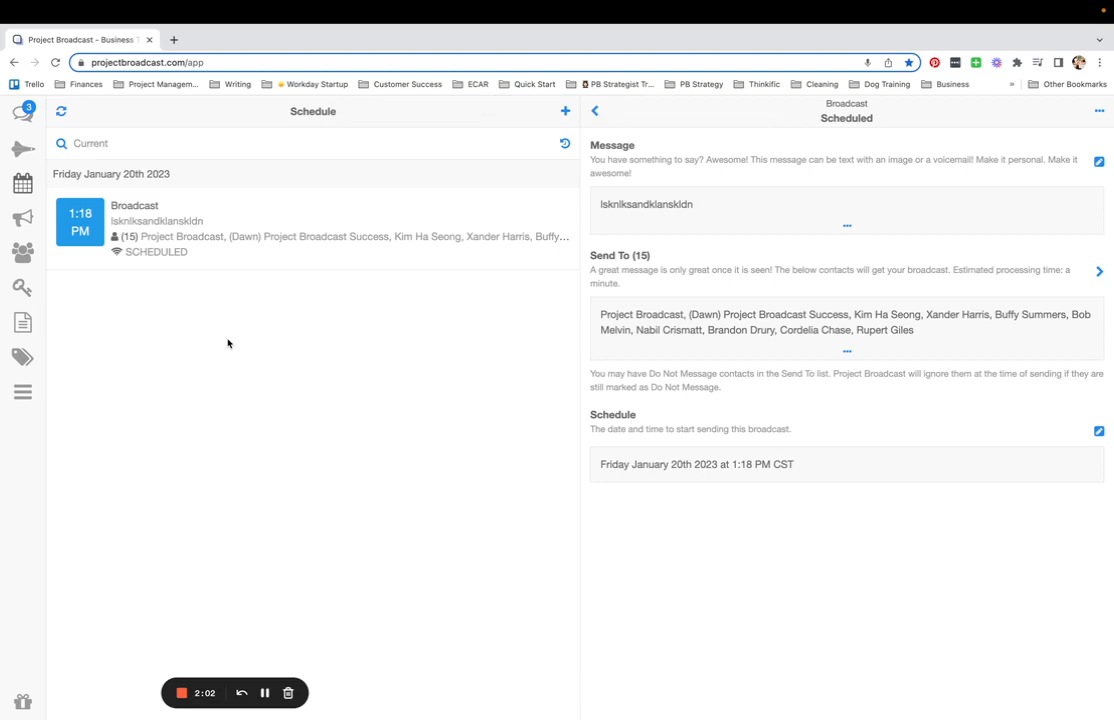 Project Broadcast - Business T
projectbroadcast.com/app
Trello Finances Project Managem... Writing Workday Startup Customer Success ECAR Quick Start PB Strategist Tr... PB Strategy Thinkific Cleaning Dog Training Business » Other Bookmarks
3
Schedule
Current
Friday January 20th 2023
1:18
PM
Broadcast
lsknlksandklanskldn
(15) Project Broadcast, (Dawn) Project Broadcast Success, Kim Ha Seong, Xander Harris, Buffy...
SCHEDULED
Broadcast
Scheduled
Message
You have something to say? Awesome! This message can be text with an image or a voicemail! Make it personal. Make it
awesome!
lsknlksandklanskldn
Send To (15)
A great message is only great once it is seen! The below contacts will get your broadcast. Estimated processing time: a
minute.
Project Broadcast, (Dawn) Project Broadcast Success, Kim Ha Seong, Xander Harris, Buffy Summers, Bob
Melvin, Nabil Crismatt, Brandon Drury, Cordelia Chase, Rupert Giles
You may have Do Not Message contacts in the Send To list. Project Broadcast will ignore them at the time of sending if they are
still marked as Do Not Message.
Schedule
The date and time to start sending this broadcast.
Friday January 20th 2023 at 1:18 PM CST
2:02